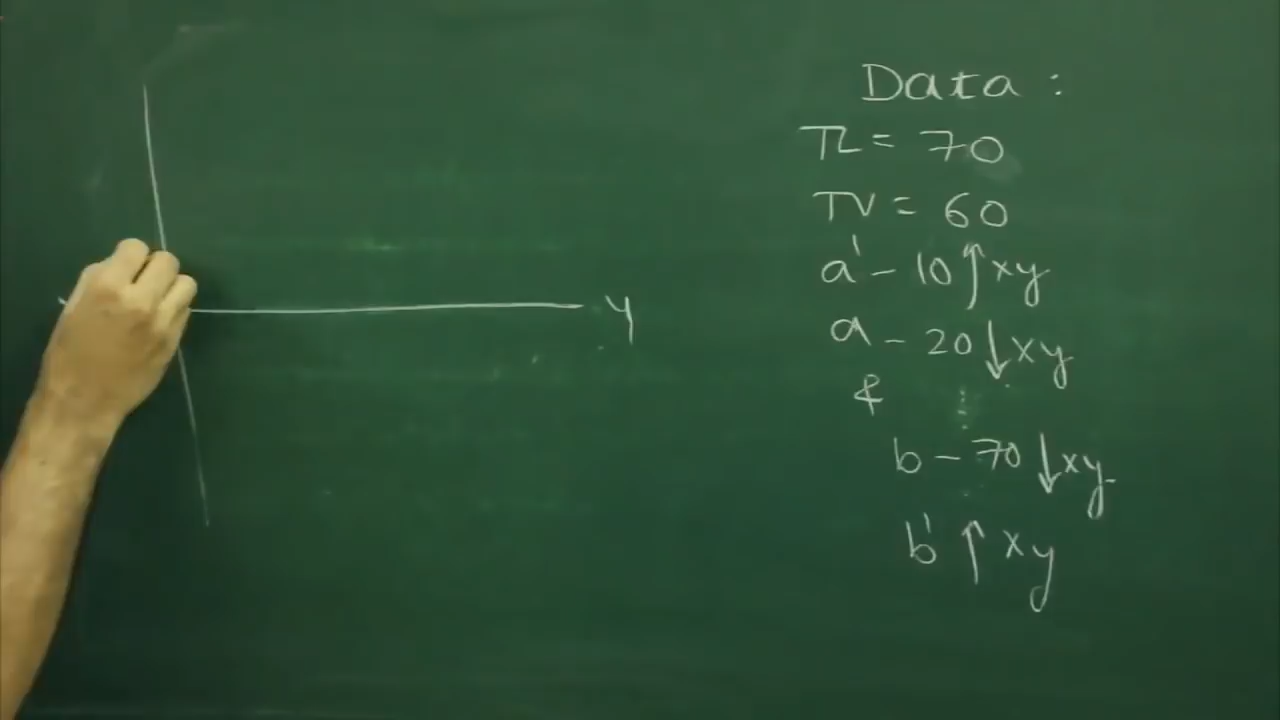 Data :
TL = 70
TV = 60
a' - 10 ↑ xy
a - 20 ↓ xy
&
b - 70 ↓ xy
b' ↑ xy
y